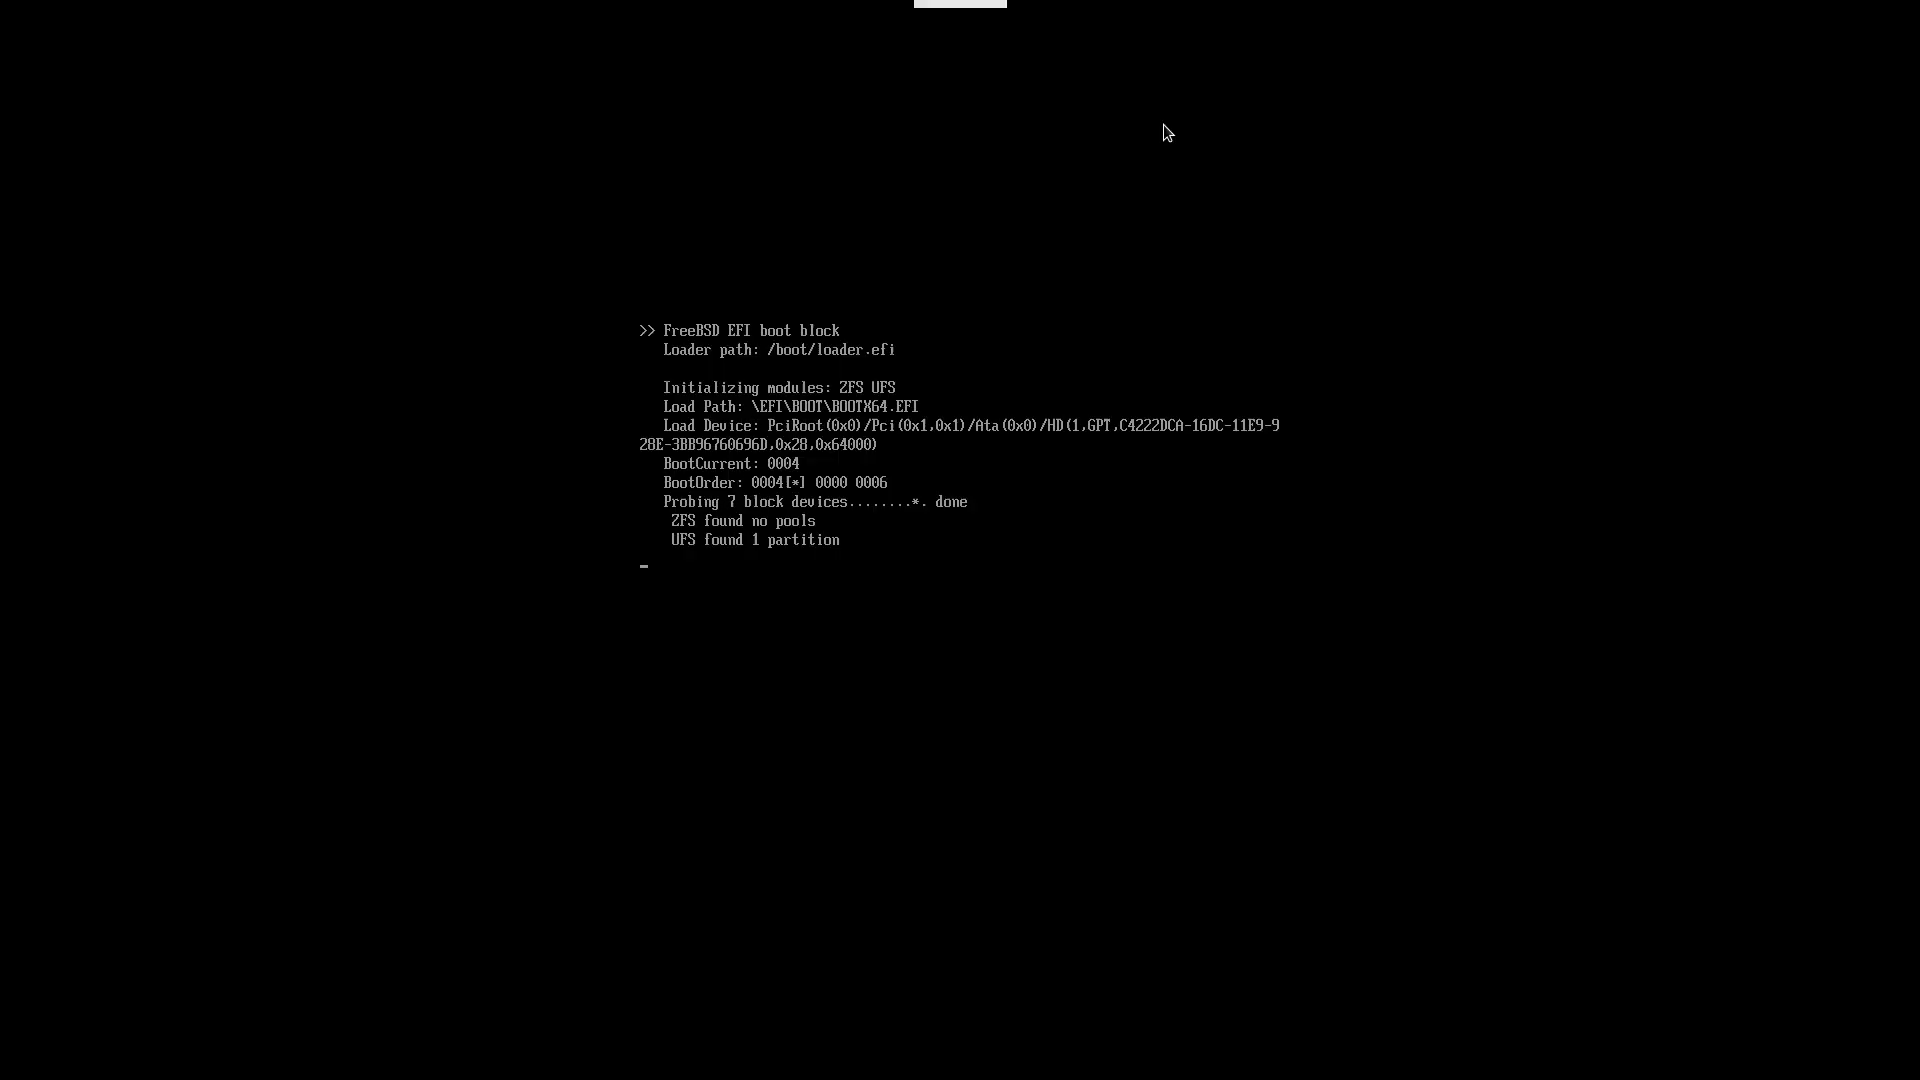 >> FreeBSD EFI boot block
Loader path: /boot/loader.efi
Initializing modules: ZFS UFS
Load Path: \EFI\BOOT\BOOTX64.EFI
Load Device: PciRoot(0x0)/Pci(0x1,0x1)/Ata(0x0)/HD(1,GPT,C4222DCA-16DC-11E9-9
28E-3BB96760696D,0x28,0x64000)
BootCurrent: 0004
BootOrder: 0004[*] 0000 0006
Probing 7 block devices........*. done
ZFS found no pools
UFS found 1 partition